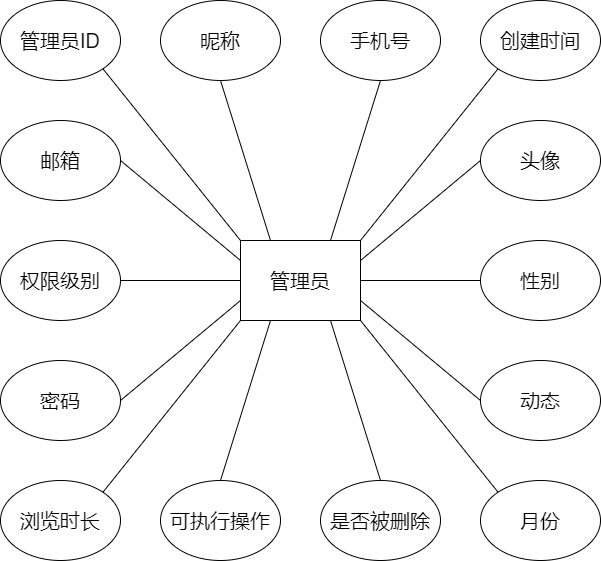 管理员ID
昵称
手机号
创建时间
邮箱
头像
权限级别
管理员
性别
密码
动态
浏览时长
可执行操作
是否被删除
月份